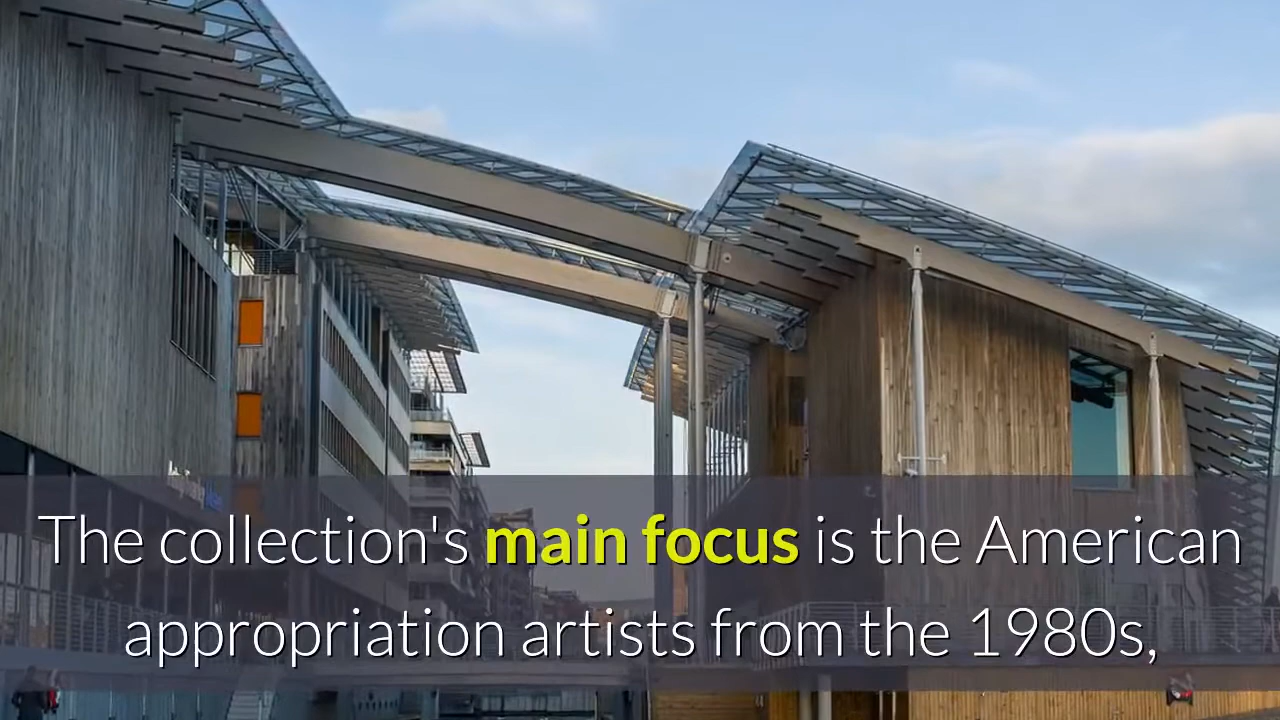 The collection's main focus is the American
appropriation artists from the 1980s,